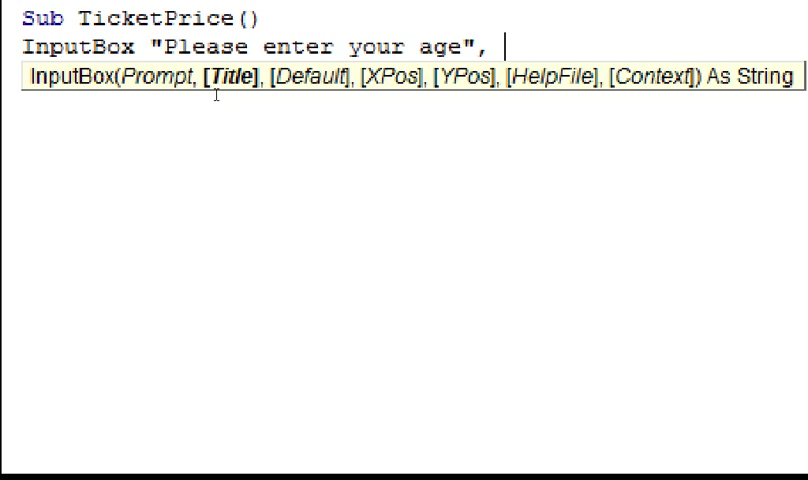 Sub TicketPrice()
InputBox "Please enter your age",
InputBox(Prompt, [Title], [Default], [XPos], [YPos], [HelpFile], [Context]) As String